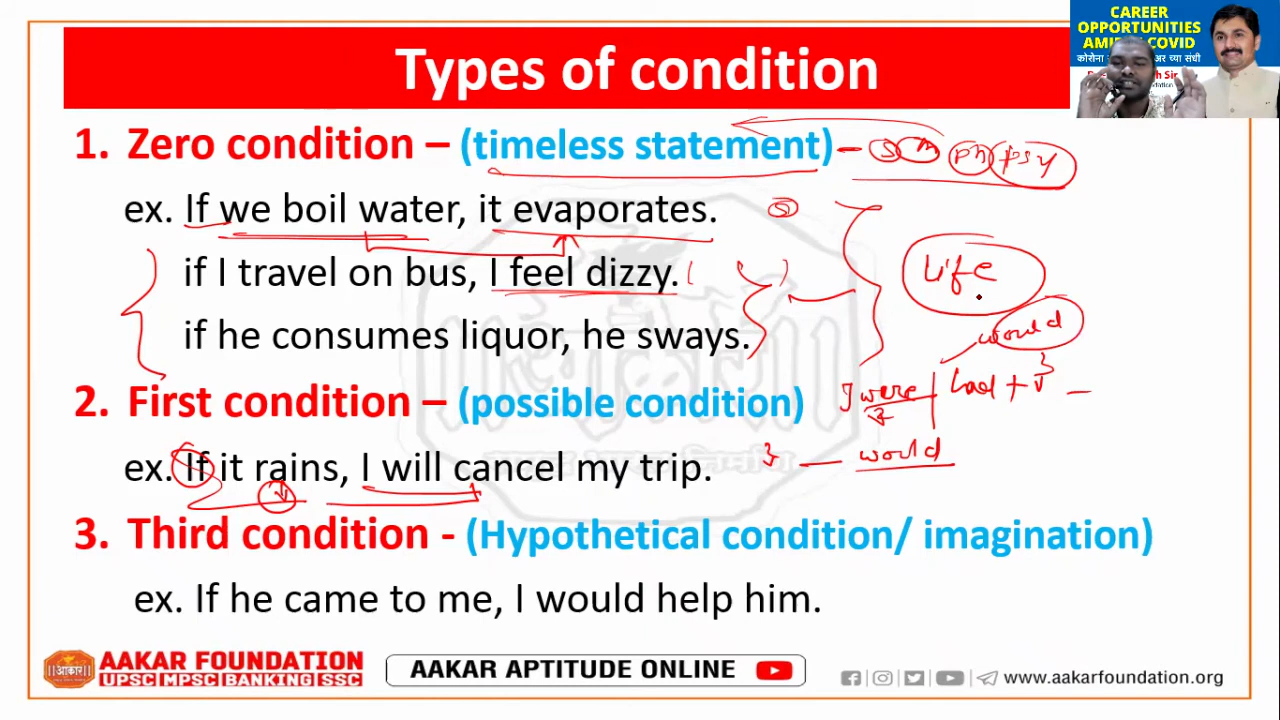 CAREER
OPPORTUNITIES
COVID
कोरोना
Types of condition
1. Zero condition – (timeless statement)
ex. If we boil water, it evaporates.
if I travel on bus, I feel dizzy.
Life
if he consumes liquor, he sways.
would
2. First condition – (possible condition)
I were had + v3
ex. If it rains, I will cancel my trip.
would
3. Third condition - (Hypothetical condition/ imagination)
ex. If he came to me, I would help him.
आकार
AAKAR FOUNDATION
UPSC|MPSC|BANKING|SSC
AAKAR APTITUDE ONLINE
www.aakarfoundation.org